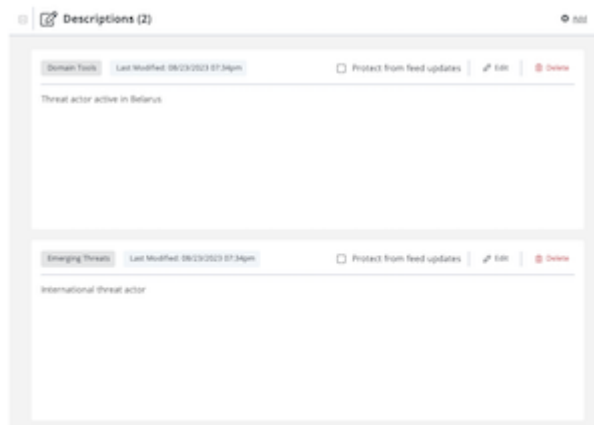 Descriptions (2) Add
Domain Tools Last Modified: 08/23/2023 07:34pm Protect from feed updates Edit Delete
Threat actor active in Belarus
Emerging Threats Last Modified: 08/23/2023 07:34pm Protect from feed updates Edit Delete
International threat actor